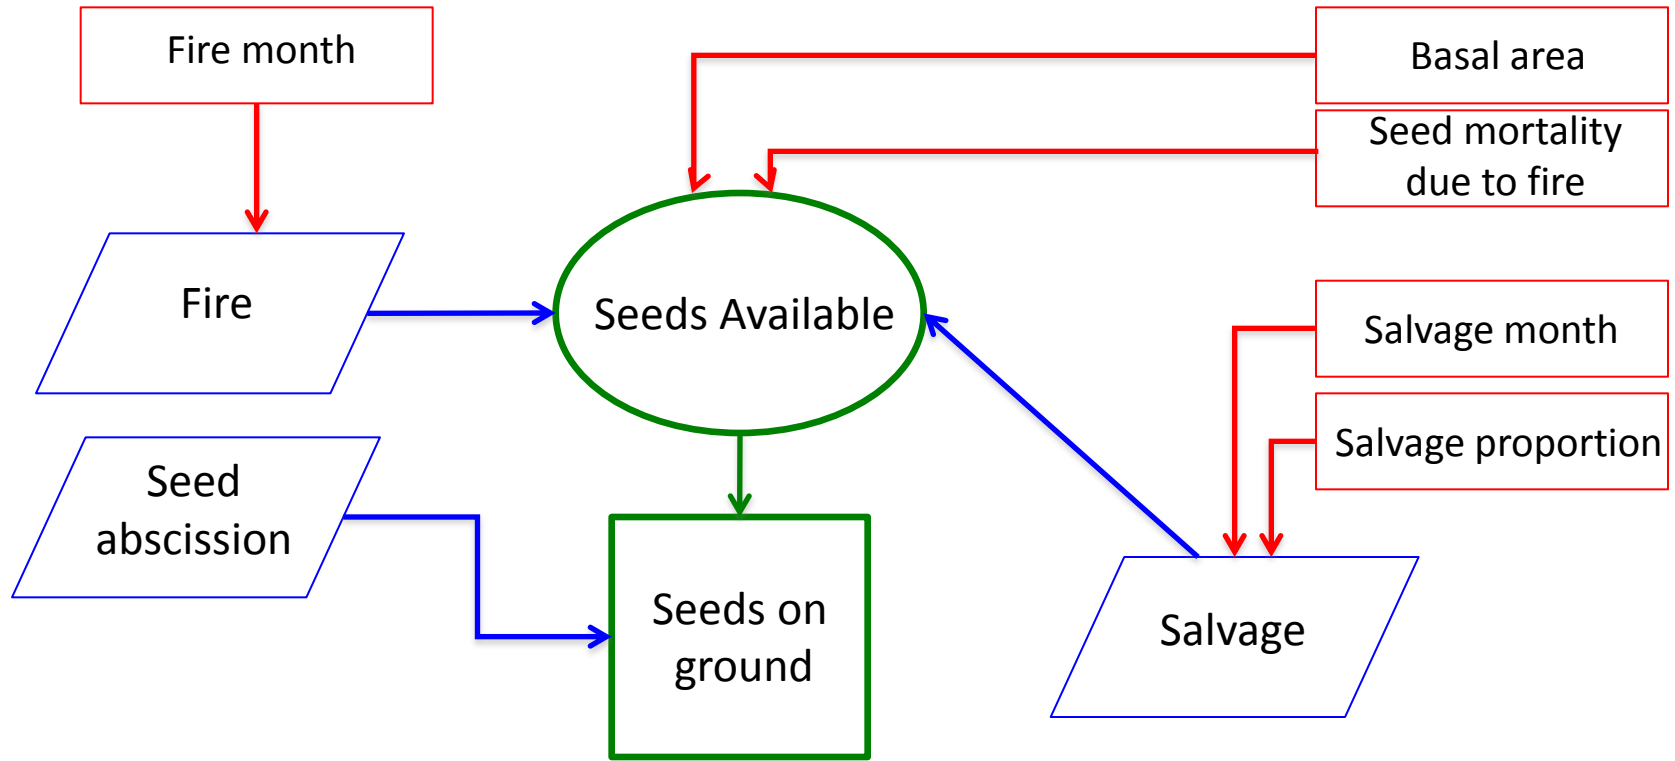 Fire month
Basal area
Seed mortality
due to fire
Fire
Seeds Available
Salvage month
Salvage proportion
Seed
abscission
Seeds on
ground
Salvage